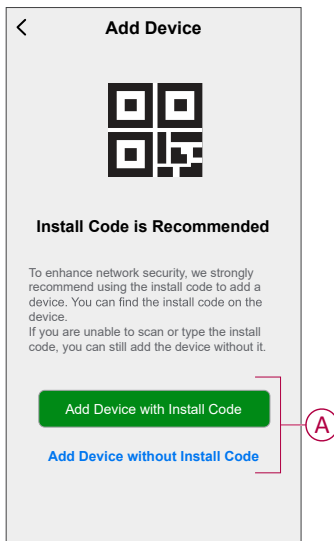 Add Device
Install Code is Recommended
To enhance network security, we strongly
recommend using the install code to add a
device. You can find the install code on the
device.
If you are unable to scan or type the install
code, you can still add the device without it.
Add Device with Install Code
Add Device without Install Code
A